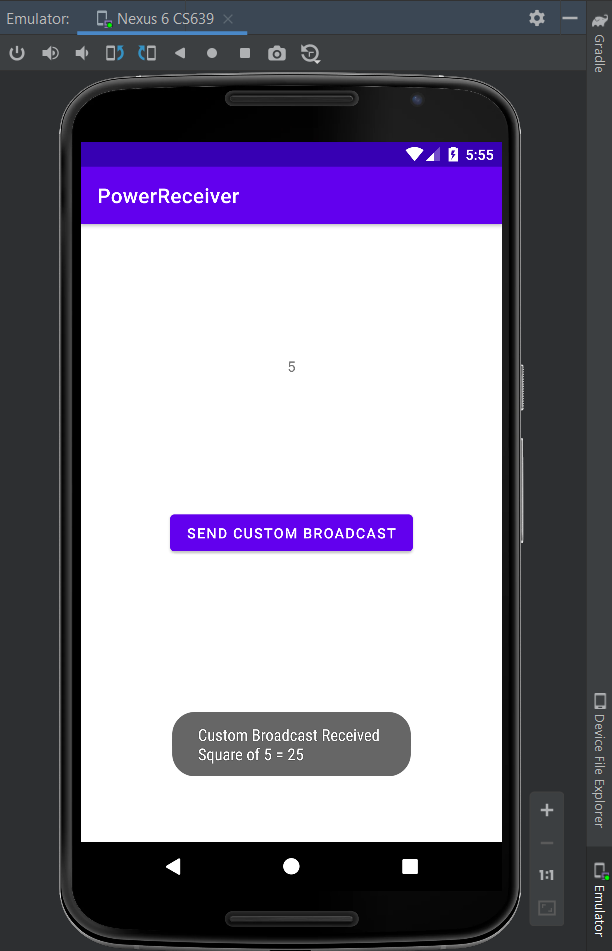 Emulator:
Nexus 6 CS639
Gradle
5:55
PowerReceiver
5
SEND CUSTOM BROADCAST
Custom Broadcast Received
Square of 5 = 25
Device File Explorer
1:1
Emulator